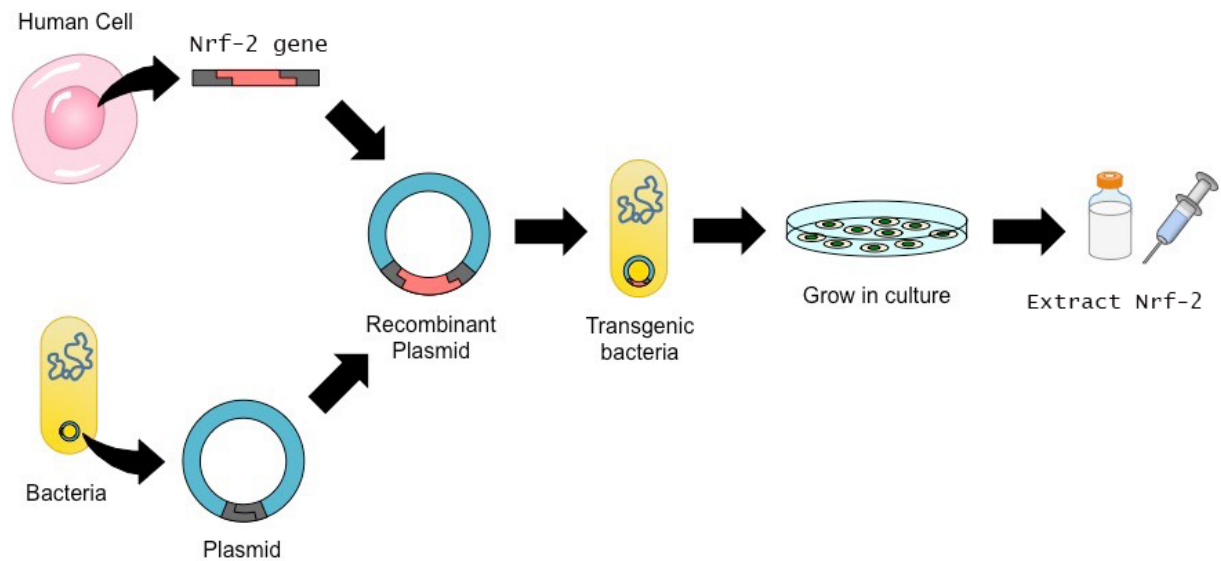 Human Cell
Nrf-2 gene
Recombinant
Plasmid
Transgenic
bacteria
Grow in culture
Extract Nrf-2
Bacteria
Plasmid